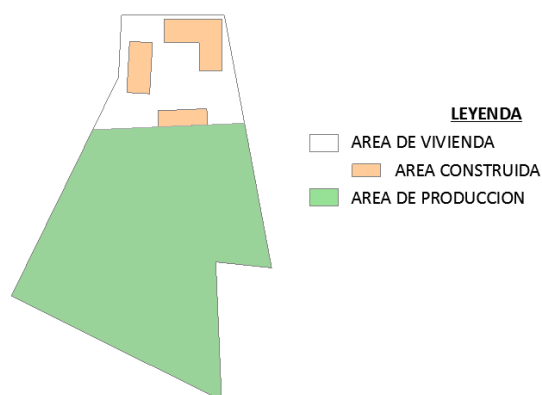 LEYENDA
AREA DE VIVIENDA
AREA CONSTRUIDA
AREA DE PRODUCCION